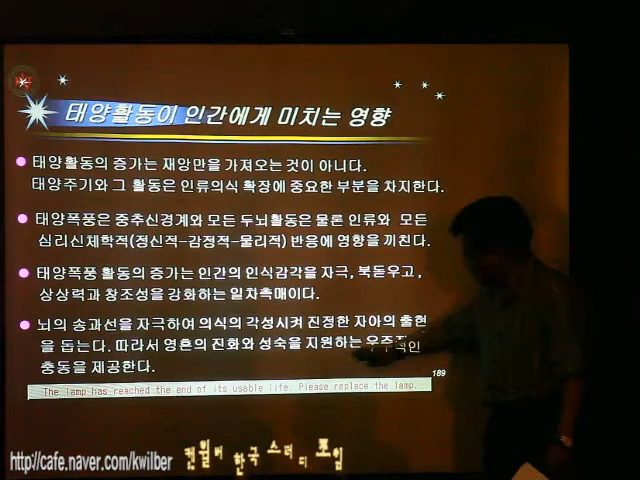 태양활동이 인간에게 미치는 영향
태양활동의 증가는 재앙만을 가져오는 것이 아니다.
태양주기와 그 활동은 인류의식 확장에 중요한 부분을 차지한다.
태양폭풍은 중추신경계와 모든 두뇌활동은 물론 인류와 모든
심리신체학적(정신적-감정적-물리적) 반응에 영향을 끼친다.
태양폭풍 활동의 증가는 인간의 인식감각을 자극, 북돋우고,
상상력과 창조성을 강화하는 일차촉매이다.
뇌의 송과선을 자극하여 의식의 각성시켜 진정한 자아의 출현
을 돕는다. 따라서 영혼의 진화와 성숙을 지원하는
충동을 제공한다.
189
The lamp has reached the end of its usable life. Please replace the lamp.
http://cafe.naver.com/kwilber
켄윌버 한국 스터디 모임